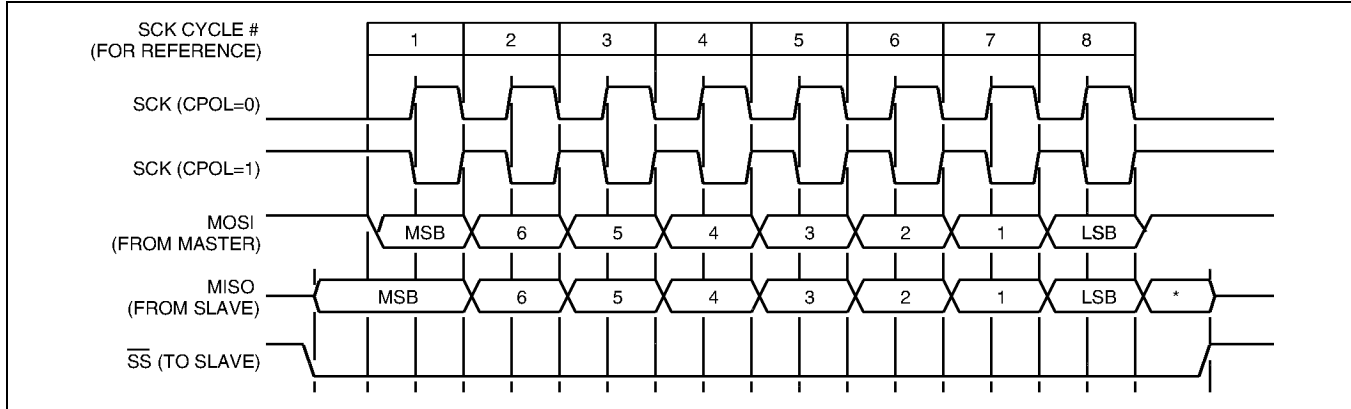 SCK CYCLE #
(FOR REFERENCE)
1 2 3 4 5 6 7 8
SCK (CPOL=0)
SCK (CPOL=1)
MOSI
(FROM MASTER)
MSB 6 5 4 3 2 1 LSB
MISO
(FROM SLAVE)
MSB 6 5 4 3 2 1 LSB *
S̅S̅ (TO SLAVE)